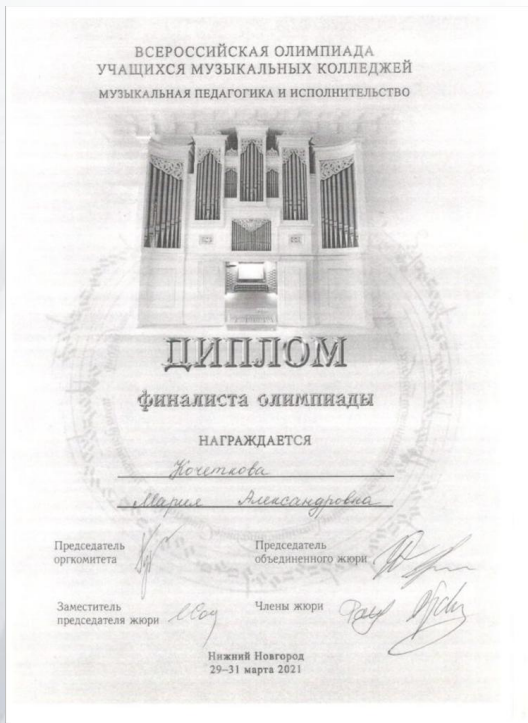 ВСЕРОССИЙСКАЯ ОЛИМПИАДА
УЧАЩИХСЯ МУЗЫКАЛЬНЫХ КОЛЛЕДЖЕЙ
МУЗЫКАЛЬНАЯ ПЕДАГОГИКА И ИСПОЛНИТЕЛЬСТВО
ДИПЛОМ
финалиста олимпиады
НАГРАЖДАЕТСЯ
Кочеткова
Мария Александровна
Председатель
оргкомитета
Председатель
объединенного жюри
Заместитель
председателя жюри
Члены жюри
Нижний Новгород
29–31 марта 2021